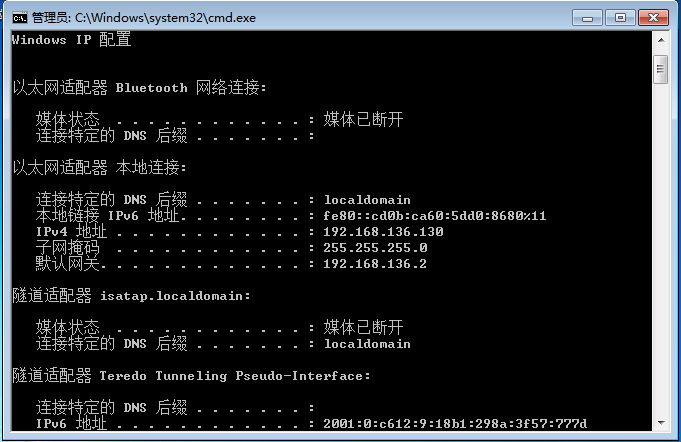 管理员: C:\Windows\system32\cmd.exe
Windows IP 配置
以太网适配器 Bluetooth 网络连接:
媒体状态 . . . . . . . . . . . . : 媒体已断开
连接特定的 DNS 后缀 . . . . . . . :
以太网适配器 本地连接:
连接特定的 DNS 后缀 . . . . . . . : localdomain
本地链接 IPv6 地址. . . . . . . . : fe80::cd0b:ca60:5dd0:8680%11
IPv4 地址 . . . . . . . . . . . . : 192.168.136.130
子网掩码 . . . . . . . . . . . . : 255.255.255.0
默认网关. . . . . . . . . . . . . : 192.168.136.2
隧道适配器 isatap.localdomain:
媒体状态 . . . . . . . . . . . . : 媒体已断开
连接特定的 DNS 后缀 . . . . . . . : localdomain
隧道适配器 Teredo Tunneling Pseudo-Interface:
连接特定的 DNS 后缀 . . . . . . . :
IPv6 地址 . . . . . . . . . . . . : 2001:0:c612:9:18b1:298a:3f57:777d